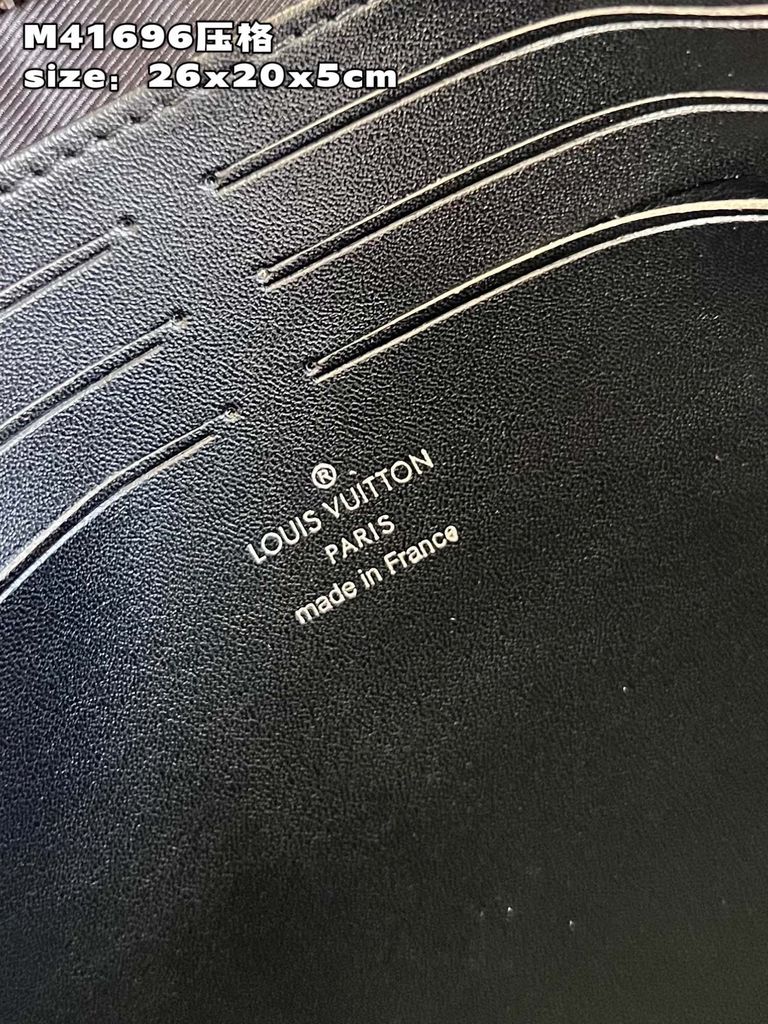 M41696压格
size：26x20x5cm
®
LOUIS VUITTON
PARIS
made in France